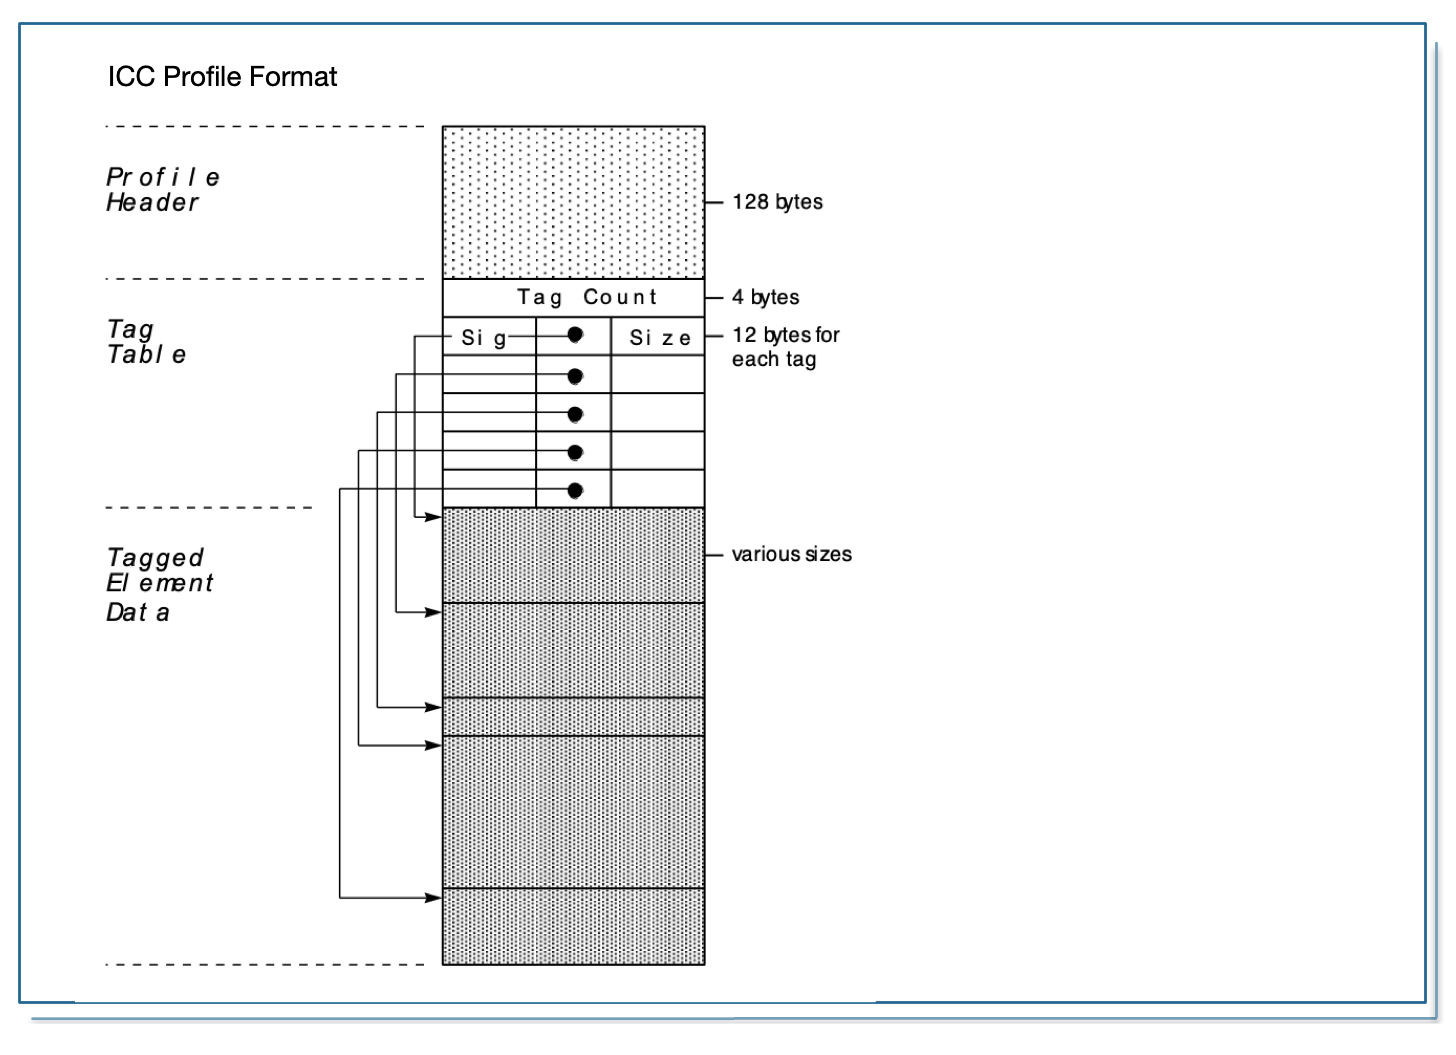 ICC Profile Format
Profile
Header
128 bytes
Tag Count
4 bytes
Tag
Table
Sig
Size
12 bytes for
each tag
Tagged
Element
Data
various sizes